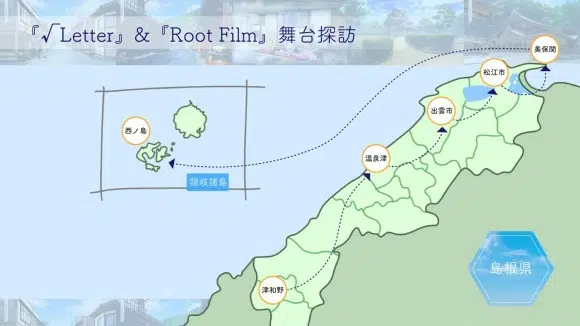 『√Letter』&『Root Film』舞台探訪
美保関
松江市
出雲市
西ノ島
温泉津
隠岐諸島
島根県
津和野